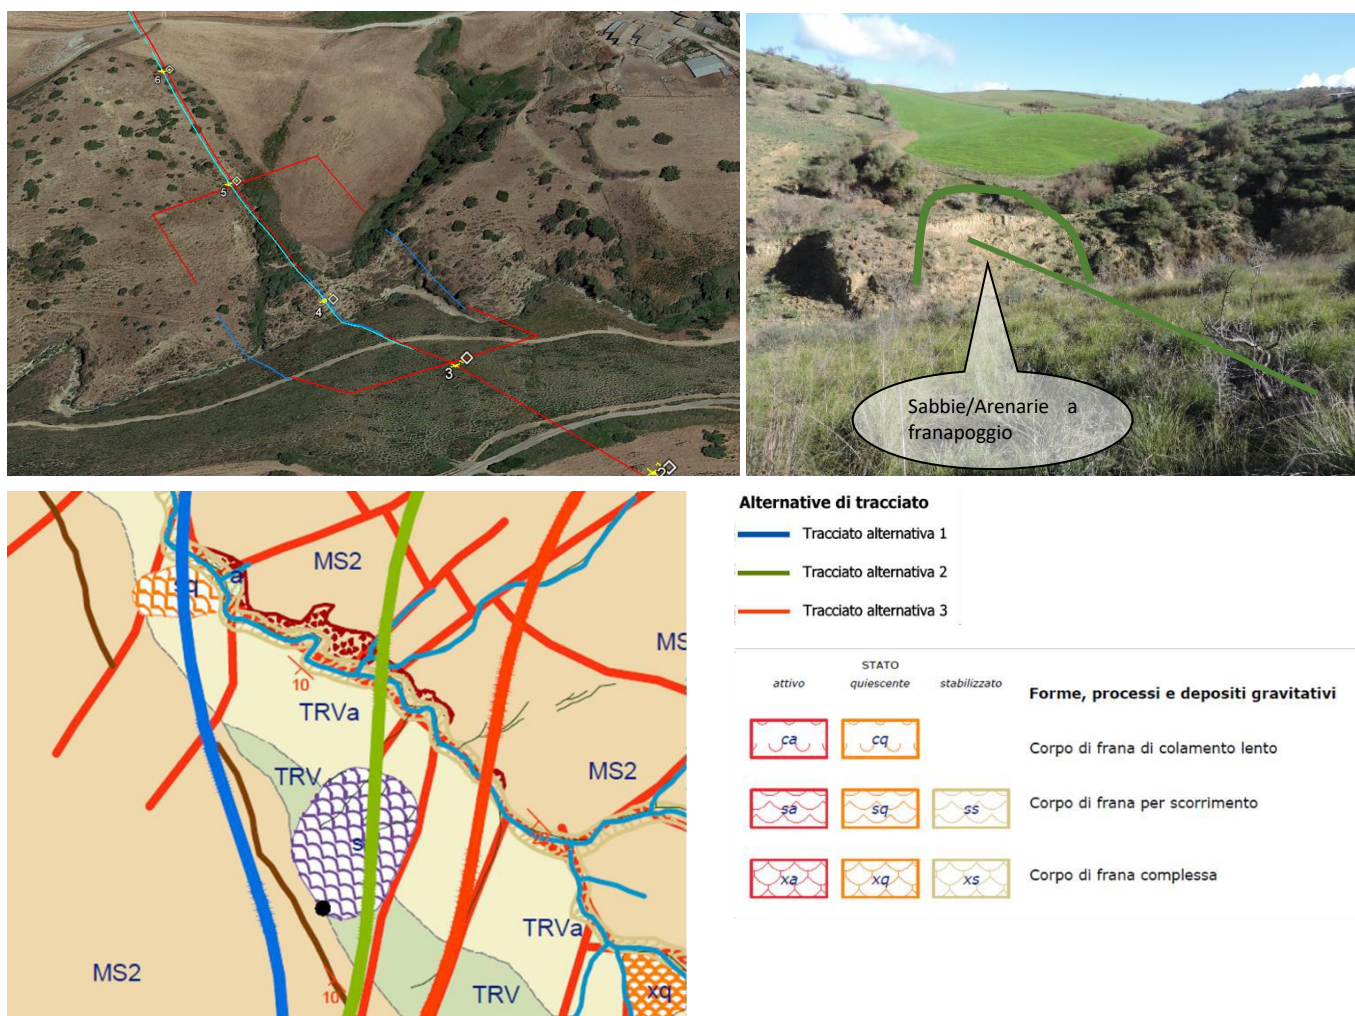 6
5
4
3
2
Sabbie/Arenarie a
franapoggio
MS2
a
sq
MS
10
TRVa
TRV
MS2
s
TRVa
MS2
TRV
xq
10
Alternative di tracciato
Tracciato alternativa 1
Tracciato alternativa 2
Tracciato alternativa 3
STATO
attivo quiescente stabilizzato
Forme, processi e depositi gravitativi
ca cq
Corpo di frana di colamento lento
sa sq ss
Corpo di frana per scorrimento
xa xq xs
Corpo di frana complessa